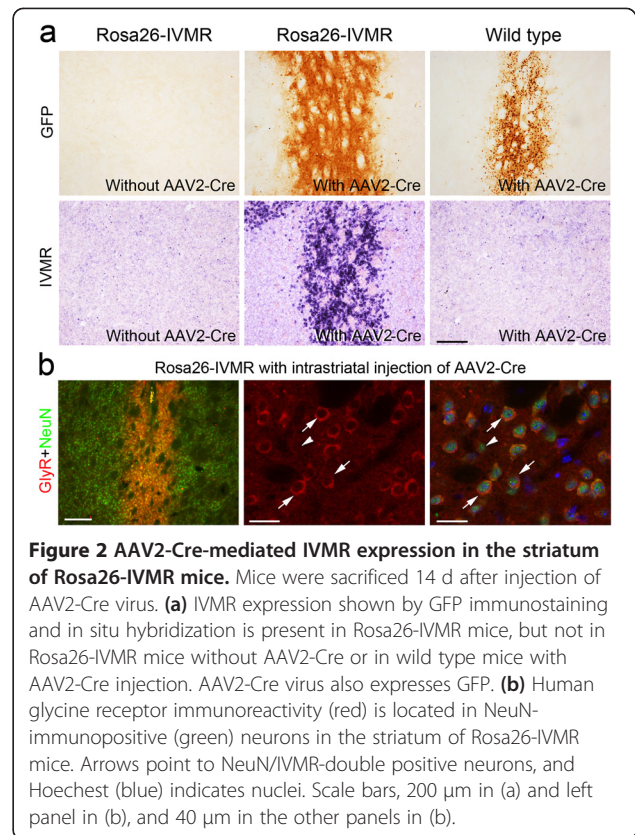 a
Rosa26-IVMR Rosa26-IVMR Wild type
GFP
Without AAV2-Cre With AAV2-Cre With AAV2-Cre
IVMR
Without AAV2-Cre With AAV2-Cre With AAV2-Cre
b
Rosa26-IVMR with intrastriatal injection of AAV2-Cre
GlyR+NeuN
Figure 2 AAV2-Cre-mediated IVMR expression in the striatum
of Rosa26-IVMR mice. Mice were sacrificed 14 d after injection of
AAV2-Cre virus. (a) IVMR expression shown by GFP immunostaining
and in situ hybridization is present in Rosa26-IVMR mice, but not in
Rosa26-IVMR mice without AAV2-Cre or in wild type mice with
AAV2-Cre injection. AAV2-Cre virus also expresses GFP. (b) Human
glycine receptor immunoreactivity (red) is located in NeuN-
immunopositive (green) neurons in the striatum of Rosa26-IVMR
mice. Arrows point to NeuN/IVMR-double positive neurons, and
Hoechest (blue) indicates nuclei. Scale bars, 200 μm in (a) and left
panel in (b), and 40 μm in the other panels in (b).